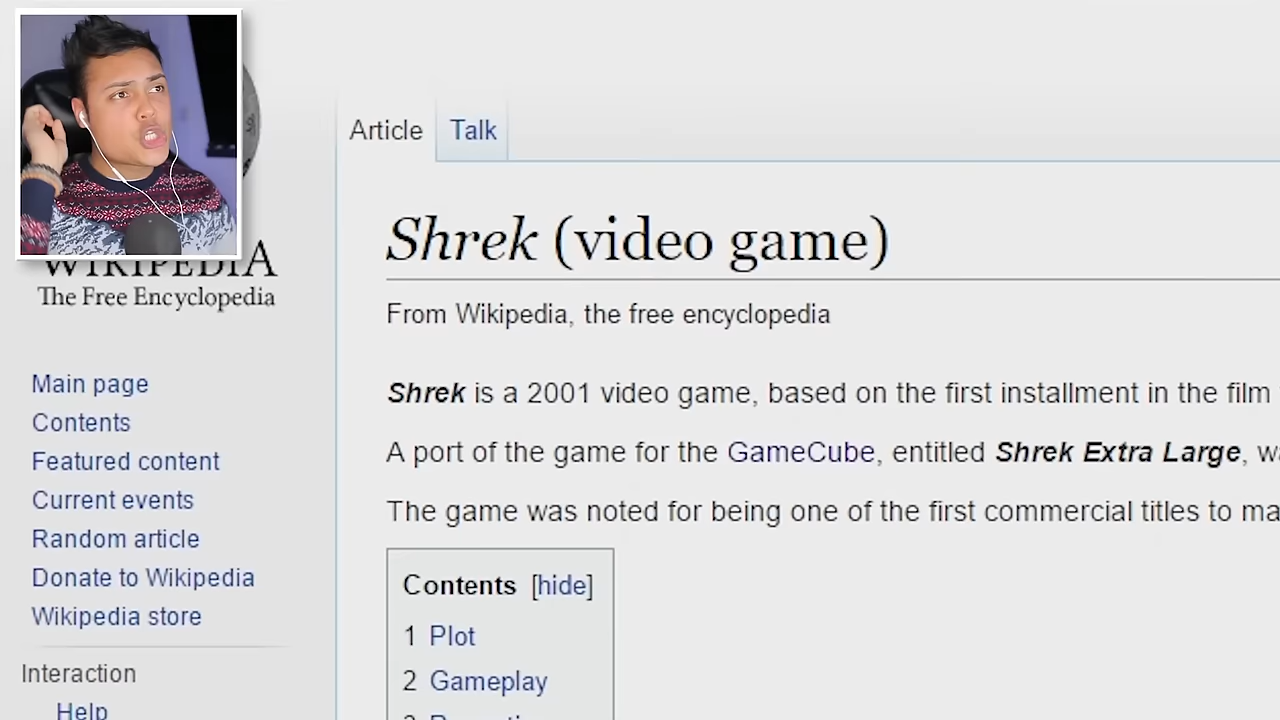 WIKIPEDIA
The Free Encyclopedia
Main page
Contents
Featured content
Current events
Random article
Donate to Wikipedia
Wikipedia store
Interaction
Help
Article Talk
Shrek (video game)
From Wikipedia, the free encyclopedia
Shrek is a 2001 video game, based on the first installment in the film
A port of the game for the GameCube, entitled Shrek Extra Large,
The game was noted for being one of the first commercial titles to
Contents [hide]
1 Plot
2 Gameplay